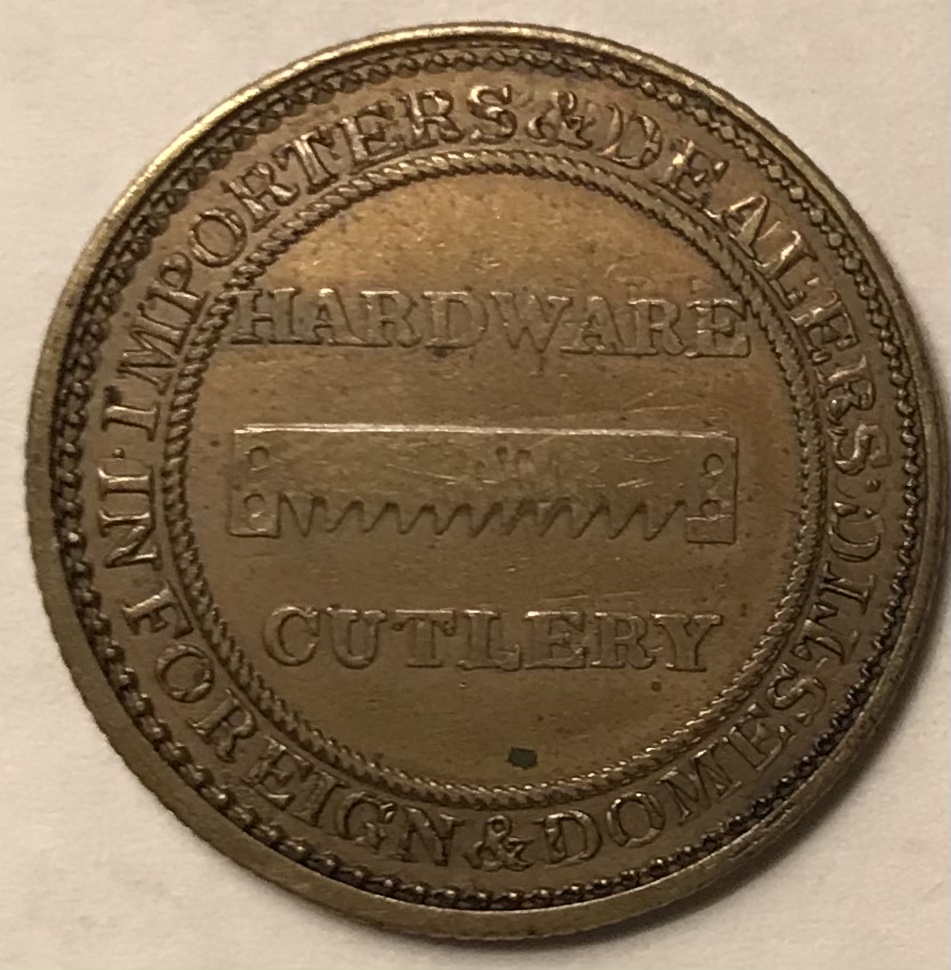 IMPORTERS & DEALERS
IN FOREIGN & DOMESTIC
HARDWARE
CUTLERY